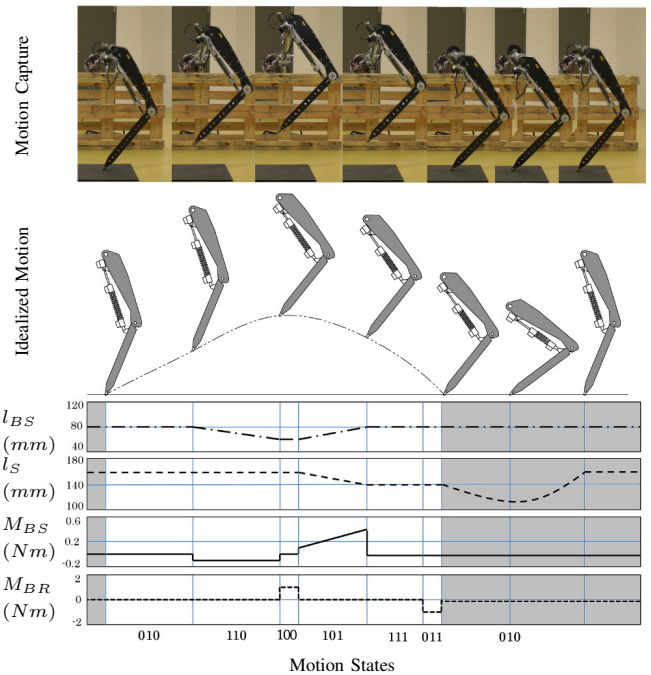 Motion Capture
Idealized Motion
l_BS
(mm)
120
80
40
l_S
(mm)
180
140
100
M_BS
(Nm)
0.6
0.2
-0.2
M_BR
(Nm)
2
0
-2
010 110 100 101 111 011 010
Motion States